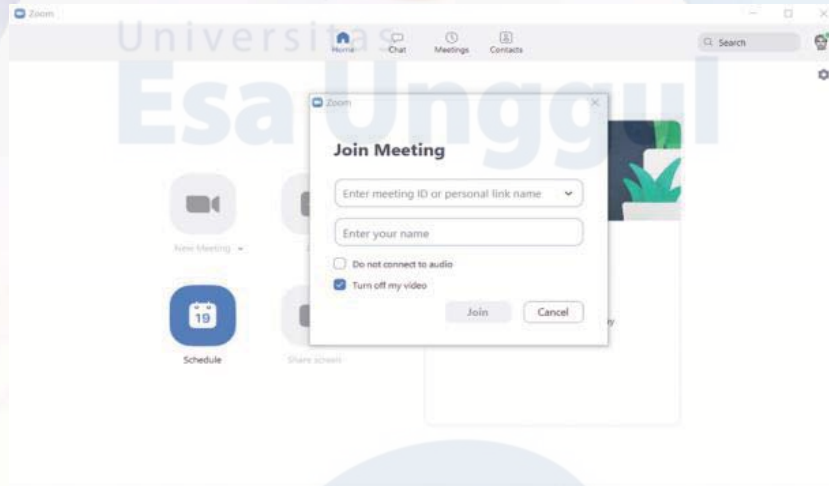 Zoom
Universitas
Esa Unggul
Home Chat Meetings Contacts
Search
Zoom
Join Meeting
Enter meeting ID or personal link name
Enter your name
Do not connect to audio
Turn off my video
Join Cancel
New Meeting
19
Schedule
Share screen